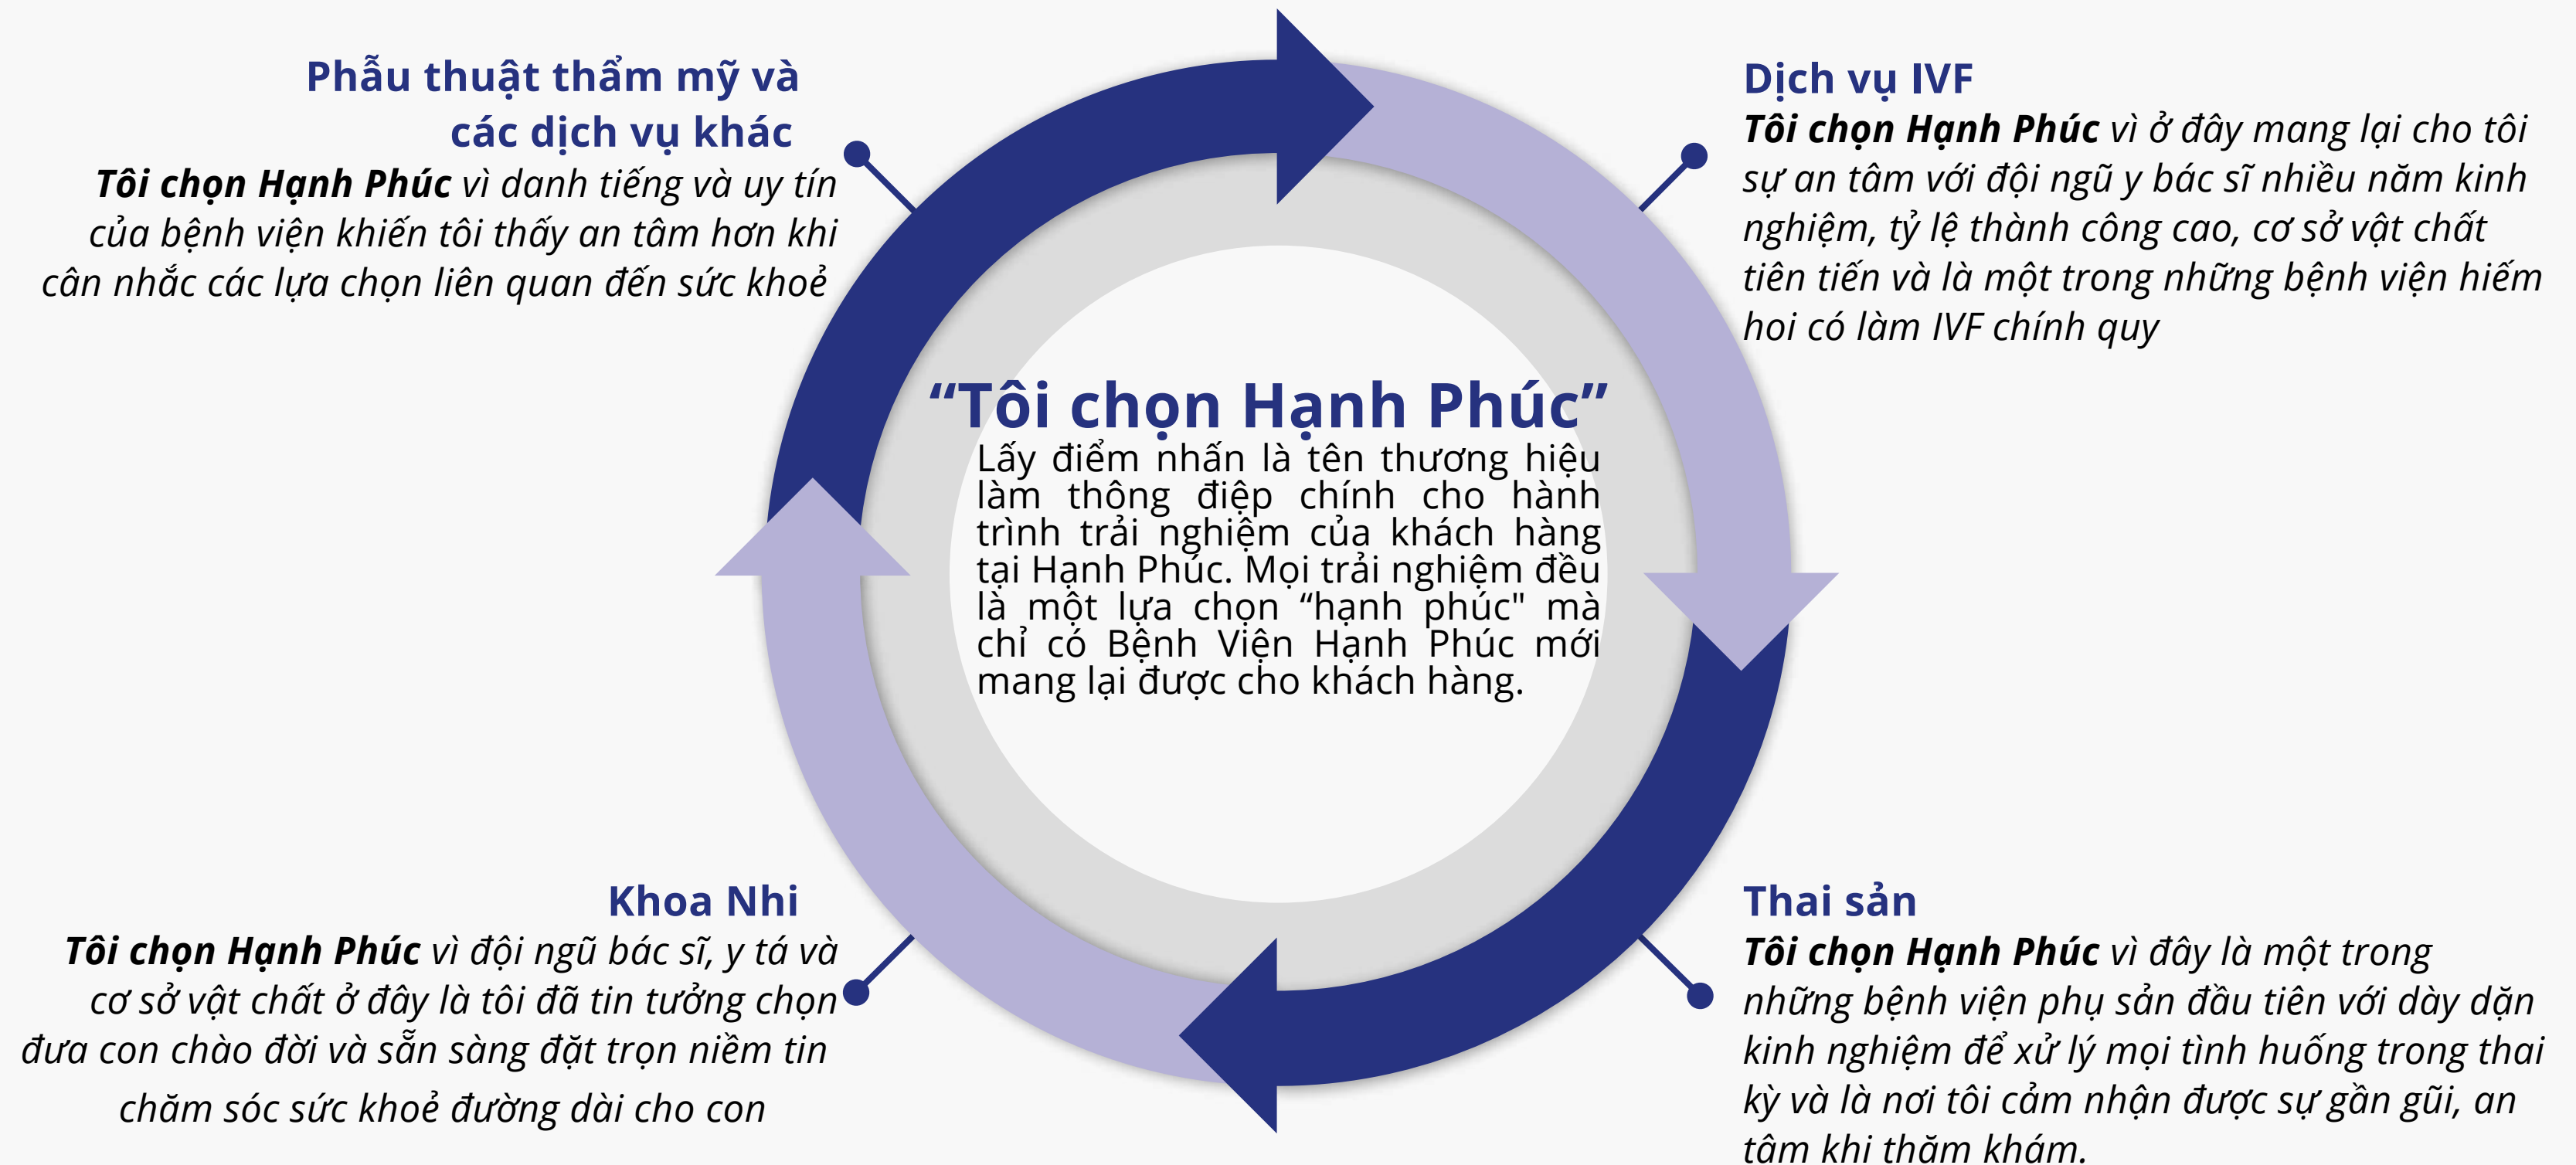 Phẫu thuật thẩm mỹ và
các dịch vụ khác
Tôi chọn Hạnh Phúc vì danh tiếng và uy tín
của bệnh viện khiến tôi thấy an tâm hơn khi
cân nhắc các lựa chọn liên quan đến sức khoẻ
Dịch vụ IVF
Tôi chọn Hạnh Phúc vì ở đây mang lại cho tôi
sự an tâm với đội ngũ y bác sĩ nhiều năm kinh
nghiệm, tỷ lệ thành công cao, cơ sở vật chất
tiên tiến và là một trong những bệnh viện hiếm
hoi có làm IVF chính quy
“Tôi chọn Hạnh Phúc”
Lấy điểm nhấn là tên thương hiệu
làm thông điệp chính cho hành
trình trải nghiệm của khách hàng
tại Hạnh Phúc. Mọi trải nghiệm đều
là một lựa chọn “hạnh phúc" mà
chỉ có Bệnh Viện Hạnh Phúc mới
mang lại được cho khách hàng.
Khoa Nhi
Tôi chọn Hạnh Phúc vì đội ngũ bác sĩ, y tá và
cơ sở vật chất ở đây là tôi đã tin tưởng chọn
đưa con chào đời và sẵn sàng đặt trọn niềm tin
chăm sóc sức khoẻ đường dài cho con
Thai sản
Tôi chọn Hạnh Phúc vì đây là một trong
những bệnh viện phụ sản đầu tiên với dày dặn
kinh nghiệm để xử lý mọi tình huống trong thai
kỳ và là nơi tôi cảm nhận được sự gần gũi, an
tâm khi thăm khám.